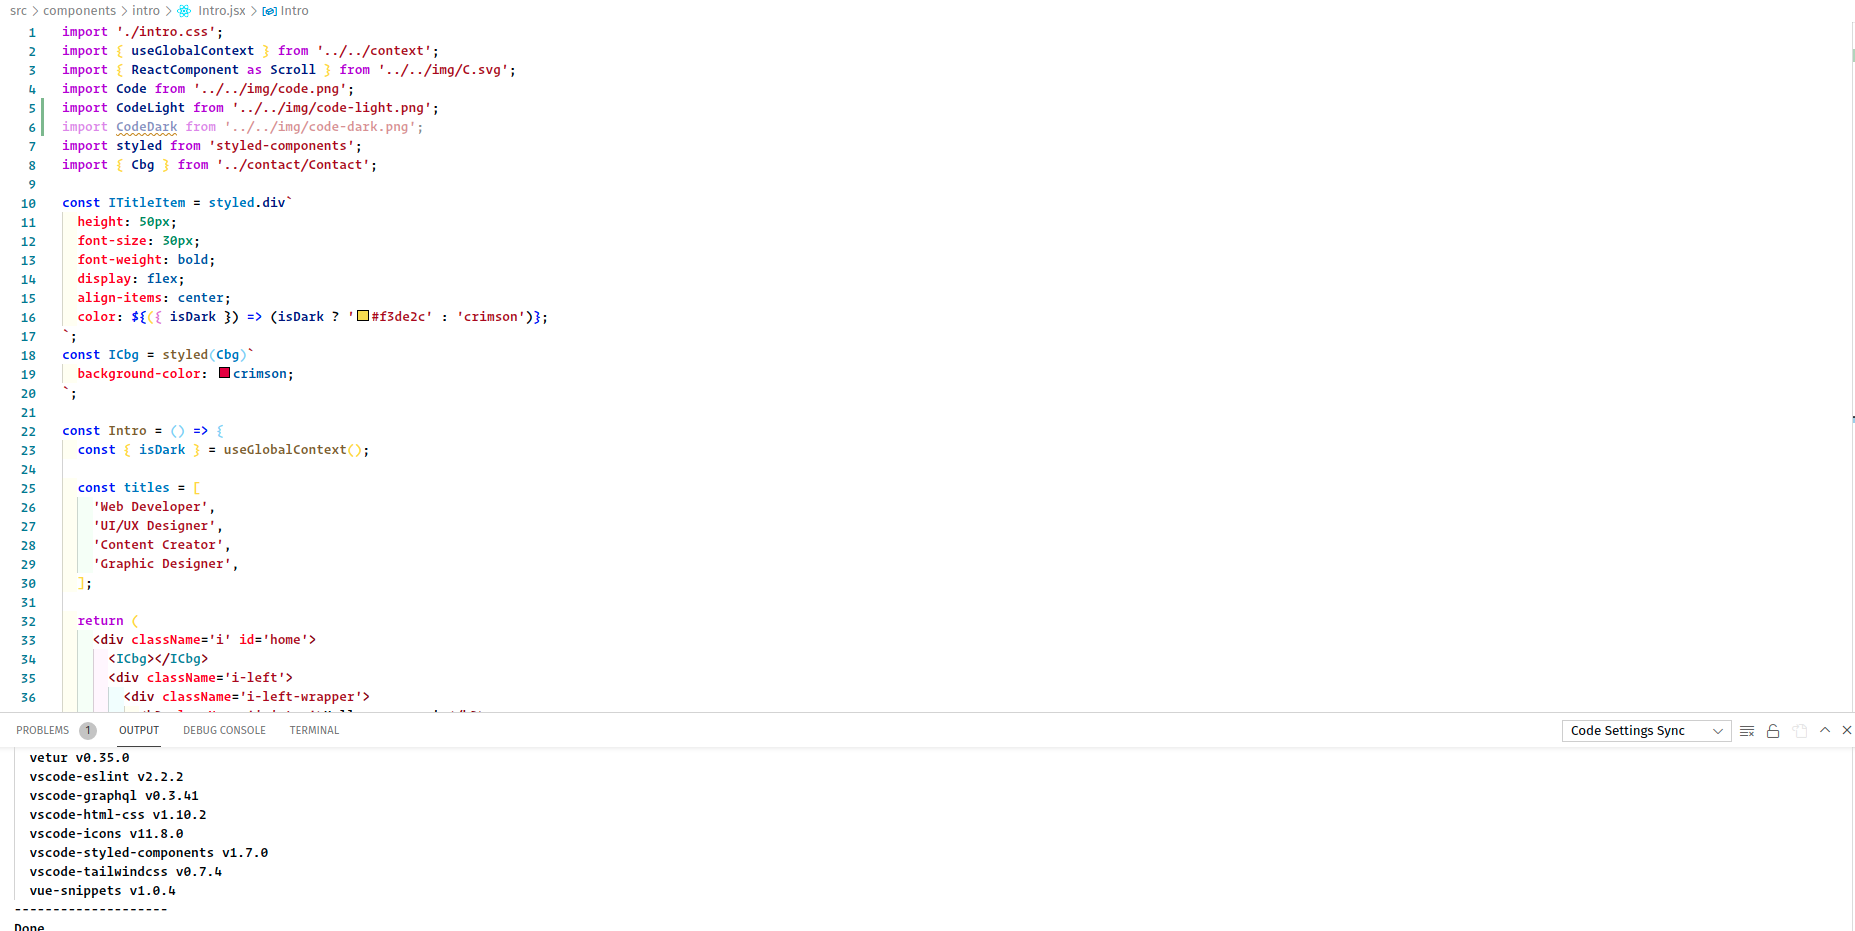 src > components > intro > Intro.jsx > Intro
1 import './intro.css';
2 import { useGlobalContext } from '../../context';
3 import { ReactComponent as Scroll } from '../../img/C.svg';
4 import Code from '../../img/code.png';
5 import CodeLight from '../../img/code-light.png';
6 import CodeDark from '../../img/code-dark.png';
7 import styled from 'styled-components';
8 import { Cbg } from '../contact/Contact';
9
10 const ITitleItem = styled.div`
11 height: 50px;
12 font-size: 30px;
13 font-weight: bold;
14 display: flex;
15 align-items: center;
16 color: ${({ isDark }) => (isDark ? '#f3de2c' : 'crimson')};
17 `;
18 const ICbg = styled(Cbg)`
19 background-color: crimson;
20 `;
21
22 const Intro = () => {
23 const { isDark } = useGlobalContext();
24
25 const titles = [
26 'Web Developer',
27 'UI/UX Designer',
28 'Content Creator',
29 'Graphic Designer',
30 ];
31
32 return (
33 <div className='i' id='home'>
34 <ICbg></ICbg>
35 <div className='i-left'>
36 <div className='i-left-wrapper'>
PROBLEMS 1 OUTPUT DEBUG CONSOLE TERMINAL Code Settings Sync
vetur v0.35.0
vscode-eslint v2.2.2
vscode-graphql v0.3.41
vscode-html-css v1.10.2
vscode-icons v11.8.0
vscode-styled-components v1.7.0
vscode-tailwindcss v0.7.4
vue-snippets v1.0.4
--------------------
Done